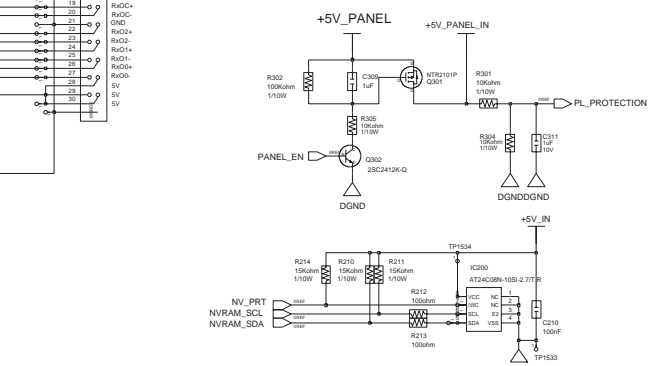 19 RxOC+
20 RxOC-
21 GND
22 RxO2+
23 RxO2-
24 RxO1+
25 RxO1-
26 RxO0+
27 RxO0-
28 5V
29 5V
30 5V
+5V_PANEL
+5V_PANEL_IN
R302
100Kohm
1/10W
C309
1uF
NTR2101P
Q301
R301
10Kohm
1/10W
XREF
PL_PROTECTION
R305
10Kohm
1/10W
R304
10Kohm
1/10W
C311
1uF
10V
PANEL_EN
XREF
Q302
2SC2412K-Q
DGND
DGND
DGND
+5V_IN
TP1534
R214
15Kohm
1/10W
R210
15Kohm
1/10W
R211
15Kohm
1/10W
IC200
AT24C08N-10SI-2.7/T/R
R212
100ohm
NV_PRT
XREF
NVRAM_SCL
XREF
NVRAM_SDA
XREF
VCC NC 1
/WC NC 2
SCL E2 3
SDA VSS 4
R213
100ohm
C210
100nF
TP1533